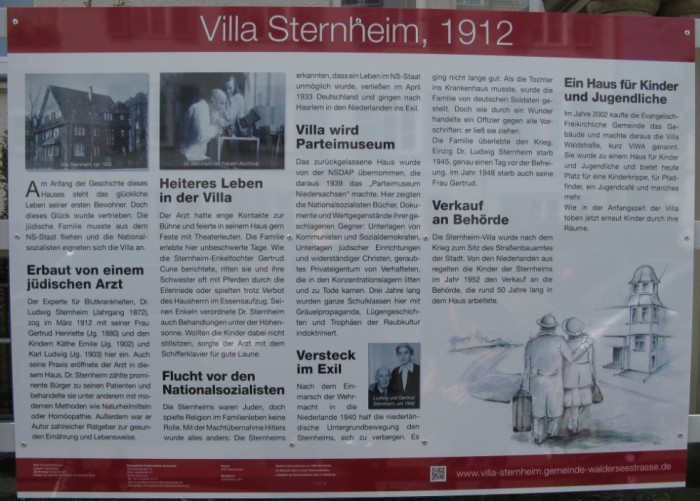 Villa Sternheim, 1912
Am Anfang der Geschichte dieses
Hauses steht das glückliche
Leben seiner ersten Bewohner. Doch
dieses Glück wurde vertrieben. Die
jüdische Familie musste aus dem
NS-Staat fliehen und die National-
sozialisten eigneten sich die Villa an.
Erbaut von einem
jüdischen Arzt
Der Experte für Blutkrankheiten, Dr.
Ludwig Sternheim (Jahrgang 1872),
zog im März 1912 mit seiner Frau
Gertrud Henriette (Jg. 1880) und den
Kindern Käthe Emilie (Jg. 1902) und
Karl Ludwig (Jg. 1903) hier ein. Auch
seine Praxis eröffnete der Arzt in die-
sem Haus. Dr. Sternheim zählte promi-
nente Bürger zu seinen Patienten und
behandelte sie unter anderem mit mo-
dernen Methoden wie Naturheilmitteln
oder Homöopathie. Außerdem war er
Autor zahlreicher Ratgeber zur gesun-
den Ernährung und Lebensweise.
Heiteres Leben
in der Villa
Der Arzt hatte enge Kontakte zur
Bühne und feierte in seinem Haus gern
Feste mit Theaterleuten. Die Familie
erlebte hier unbeschwerte Tage. Wie
die Sternheim-Enkeltochter Gertrud
Cune berichtete, ritten sie und ihre
Schwester oft mit Pferden durch die
Eilenriede oder spielten trotz Verbot
des Hausherrn im Essensaufzug. Sei-
nen Enkeln verordnete Dr. Sternheim
auch Behandlungen unter der Höhen-
sonne. Wollten die Kinder dabei nicht
stillsitzen, sorgte der Arzt mit dem
Schifferklavier für gute Laune.
Flucht vor den
Nationalsozialisten
Die Sternheims waren Juden, doch
spielte Religion im Familienleben keine
Rolle. Mit der Machtübernahme Hitlers
wurde alles anders: Die Sternheims
erkannten, dass ein Leben im NS-Staat
unmöglich wurde, verließen im April
1933 Deutschland und gingen nach
Haarlem in den Niederlanden ins Exil.
Villa wird
Parteimuseum
Das zurückgelassene Haus wurde
von der NSDAP übernommen, die
daraus 1939 das „Parteimuseum
Niedersachsen“ machte. Hier zeigten
die Nationalsozialisten Bücher, Doku-
mente und Wertgegenstände ihrer ge-
schlagenen Gegner: Unterlagen von
Kommunisten und Sozialdemokraten,
Unterlagen jüdischer Einrichtungen
und widerständiger Christen, geraub-
tes Privateigentum von Verhafteten,
die in den Konzentrationslagern litten
und zu Tode kamen. Drei Jahre lang
wurden ganze Schulklassen hier mit
Gräuelpropaganda, Lügengeschich-
ten und Trophäen der Raubkultur
indoktriniert.
Versteck
im Exil
Nach dem Ein-
marsch der Wehr-
macht in die
Niederlande 1940 half die niederlän-
dische Untergrundbewegung den
Sternheims, sich zu verbergen. Es
Ludwig und Gertrud
Sternheim, um 1940
ging nicht lange gut: Als die Tochter
ins Krankenhaus musste, wurde die
Familie von deutschen Soldaten ge-
stellt. Doch wie durch ein Wunder
handelte ein Offizier gegen alle Vor-
schriften: er ließ sie ziehen.
Die Familie überlebte den Krieg.
Einzig Dr. Ludwig Sternheim starb
1945, genau einen Tag vor der Befrei-
ung. Im Jahr 1948 starb auch seine
Frau Gertrud.
Verkauf
an Behörde
Die Sternheim-Villa wurde nach dem
Krieg zum Sitz des Straßenbauamtes
der Stadt. Von den Niederlanden aus
regelten die Kinder der Sternheims
im Jahr 1952 den Verkauf an die
Behörde, die rund 50 Jahre lang in
dem Haus arbeitete.
Ein Haus für Kinder
und Jugendliche
Im Jahre 2002 kaufte die Evangelisch-
Freikirchliche Gemeinde das Ge-
bäude und machte daraus die Villa
Waldstraße, kurz ViWA genannt.
Sie wurde zu einem Haus für Kinder
und Jugendliche und bietet heute
Platz für eine Kinderkrippe, für Pfad-
finder, ein Jugendcafé und manches
mehr.
Wie in der Anfangszeit der Villa
toben jetzt erneut Kinder durch ihre
Räume.
www.villa-sternheim.gemeinde-walderseestrasse.de